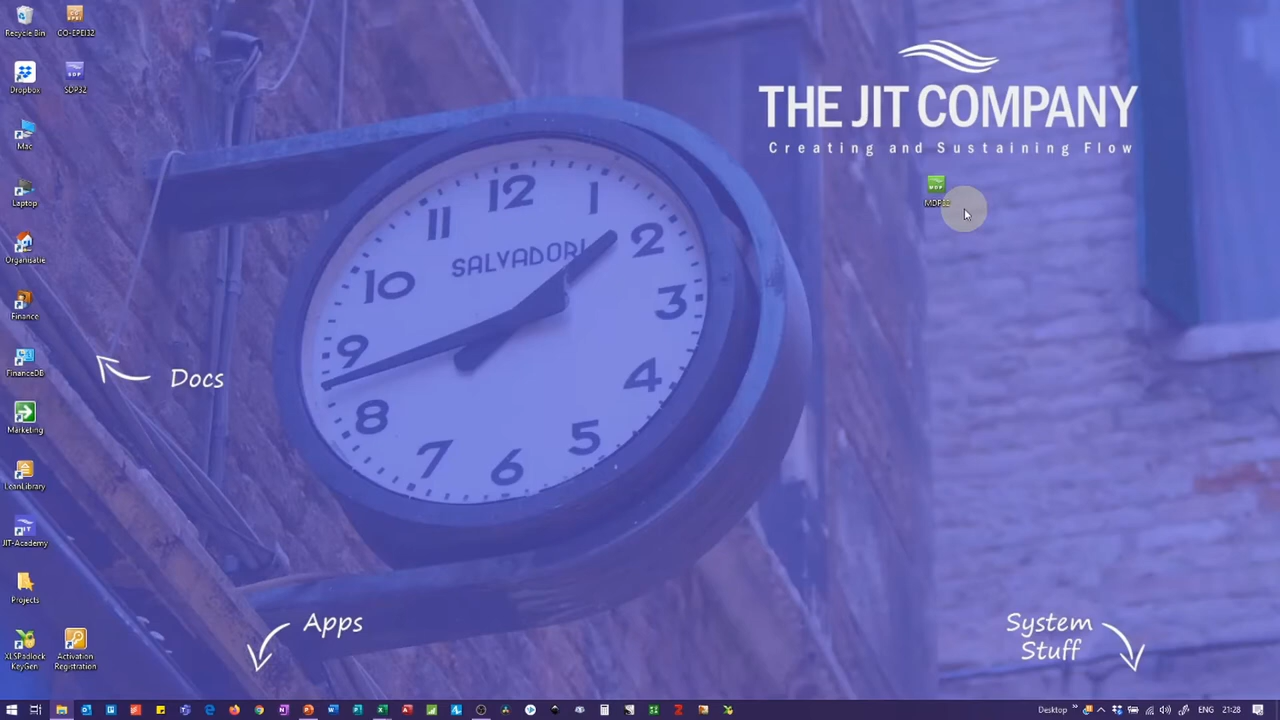 Recycle Bin
CO-EPEI32
Dropbox
SDP32
Mac
Laptop
Organisatie
Finance
FinanceDB
Marketing
LeanLibrary
JIT-Academy
Projects
XLSPadlock
KeyGen
Activation
Registration
THE JIT COMPANY
Creating and Sustaining Flow
MDP32
12
1
2
3
4
5
6
7
8
9
10
11
SALVADORI
Docs
Apps
System
Stuff
Desktop
ENG
21:28